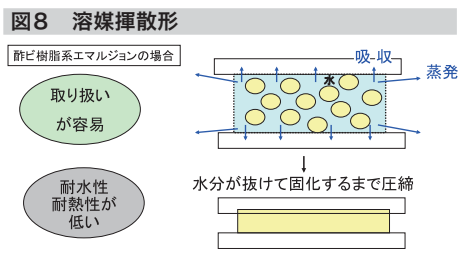 図8 溶媒揮散形
酢ビ樹脂系エマルジョンの場合
取り扱い
が容易
耐水性
耐熱性が
低い
吸・収
水
蒸発
水分が抜けて固化するまで圧締